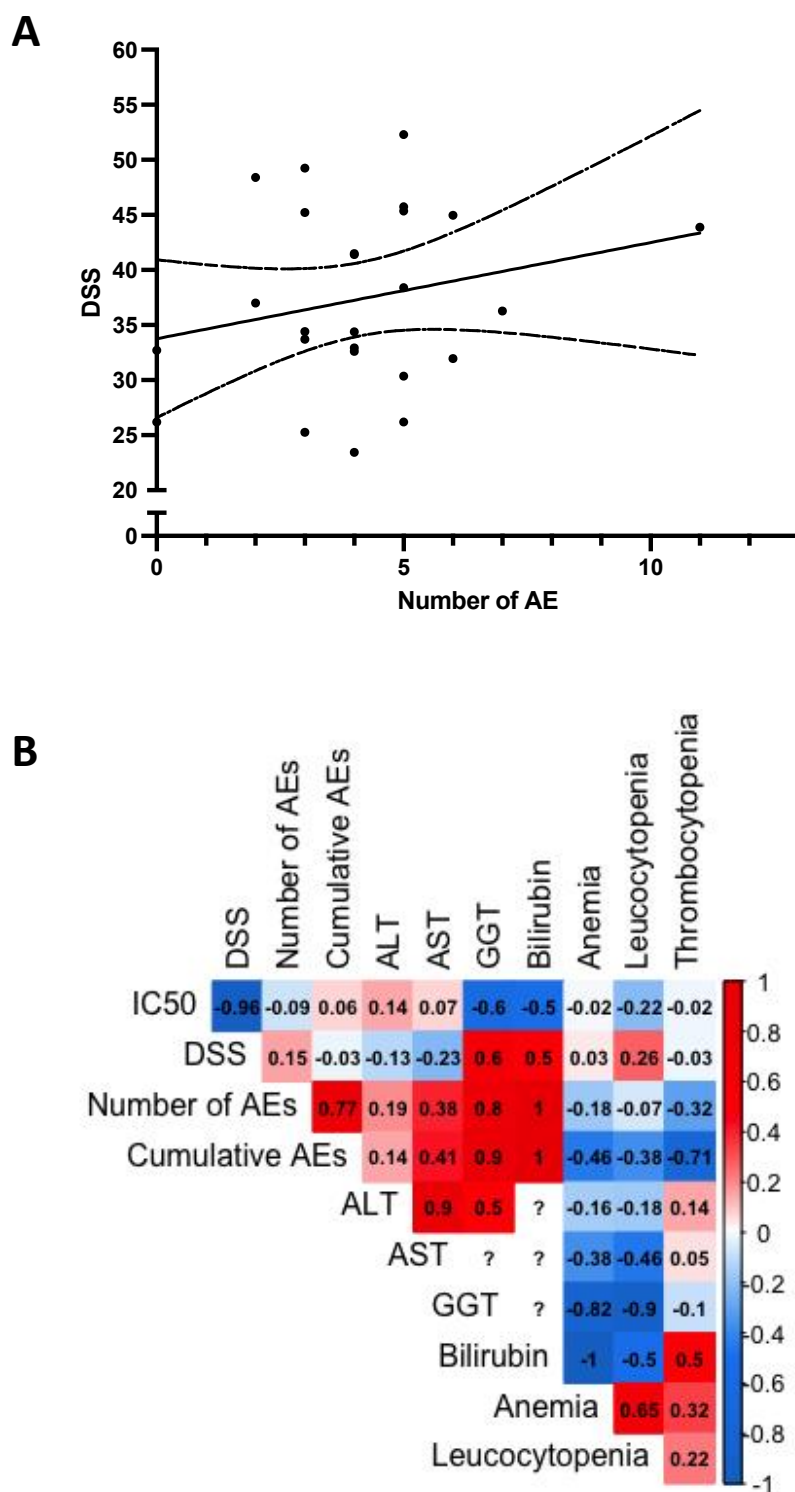 A
60
55
50
45
40
35
30
25
20
0
DSS
0 5 10
Number of AE
B
DSS
Number of AEs
Cumulative AEs
ALT
AST
GGT
Bilirubin
Anemia
Leucocytopenia
Thrombocytopenia
IC50 -0.96 -0.09 0.06 0.14 0.07 -0.6 -0.5 -0.02 -0.22 -0.02
DSS 0.15 -0.03 -0.13 -0.23 0.6 0.5 0.03 0.26 -0.03
Number of AEs 0.77 0.19 0.38 0.8 1 -0.18 -0.07 -0.32
Cumulative AEs 0.14 0.41 0.9 1 -0.46 -0.38 -0.71
ALT 0.9 0.5 ? -0.16 -0.18 0.14
AST ? ? -0.38 -0.46 0.05
GGT ? -0.82 -0.9 -0.1
Bilirubin -1 -0.5 0.5
Anemia 0.65 0.32
Leucocytopenia 0.22
1
0.8
0.6
0.4
0.2
0
-0.2
-0.4
-0.6
-0.8
-1